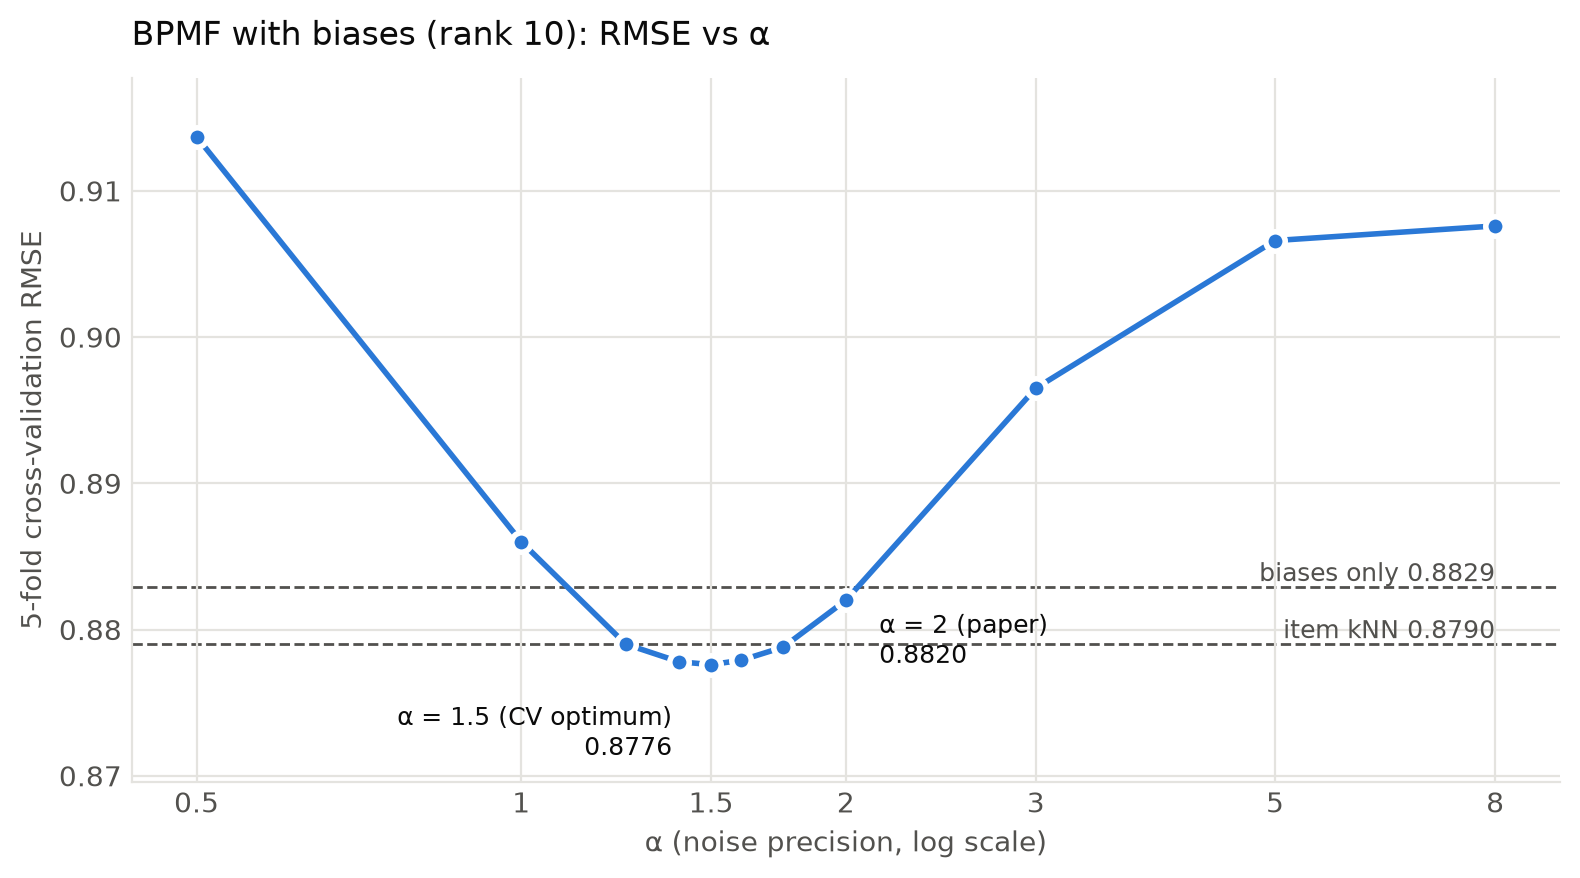 BPMF with biases (rank 10): RMSE vs α
5-fold cross-validation RMSE
0.91
0.90
0.89
0.88
0.87
biases only 0.8829
item kNN 0.8790
α = 2 (paper)
0.8820
α = 1.5 (CV optimum)
0.8776
0.5 1 1.5 2 3 5 8
α (noise precision, log scale)